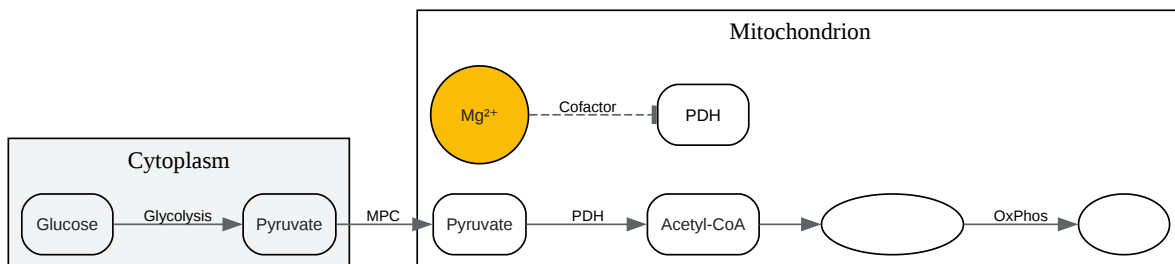 Mitochondrion
Mg²⁺
Cofactor
PDH
Cytoplasm
Glucose
Glycolysis
Pyruvate
MPC
Pyruvate
PDH
Acetyl-CoA
OxPhos